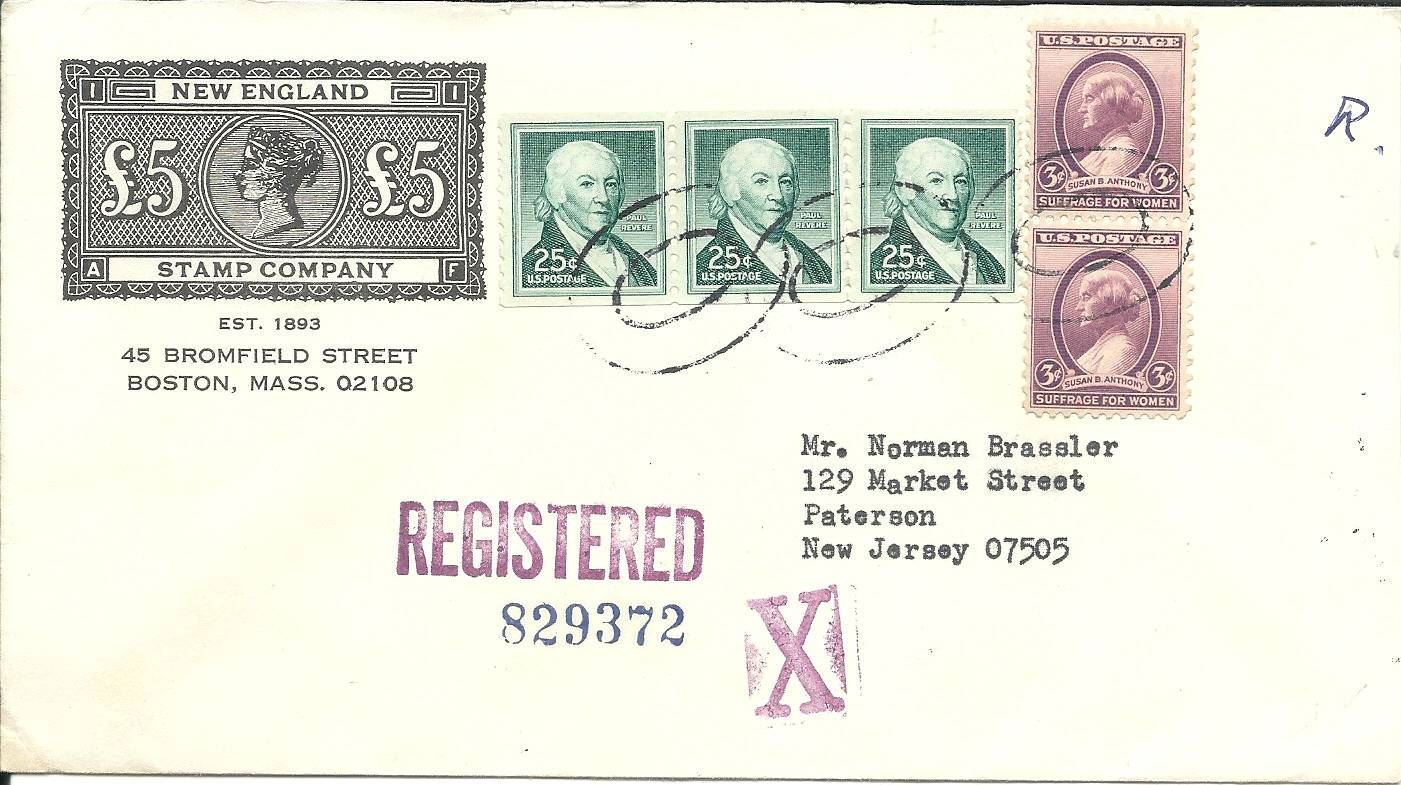 I NEW ENGLAND I
£5 £5
A STAMP COMPANY F
EST. 1893
45 BROMFIELD STREET
BOSTON, MASS. 02108
PAUL REVERE
25¢
U.S.POSTAGE
PAUL REVERE
25¢
U.S.POSTAGE
PAUL REVERE
25¢
U.S.POSTAGE
U.S.POSTAGE
3¢ SUSAN B. ANTHONY 3¢
SUFFRAGE FOR WOMEN
U.S.POSTAGE
3¢ SUSAN B. ANTHONY 3¢
SUFFRAGE FOR WOMEN
R.
Mr. Norman Brassler
129 Market Street
Paterson
New Jersey 07505
REGISTERED
829372
X